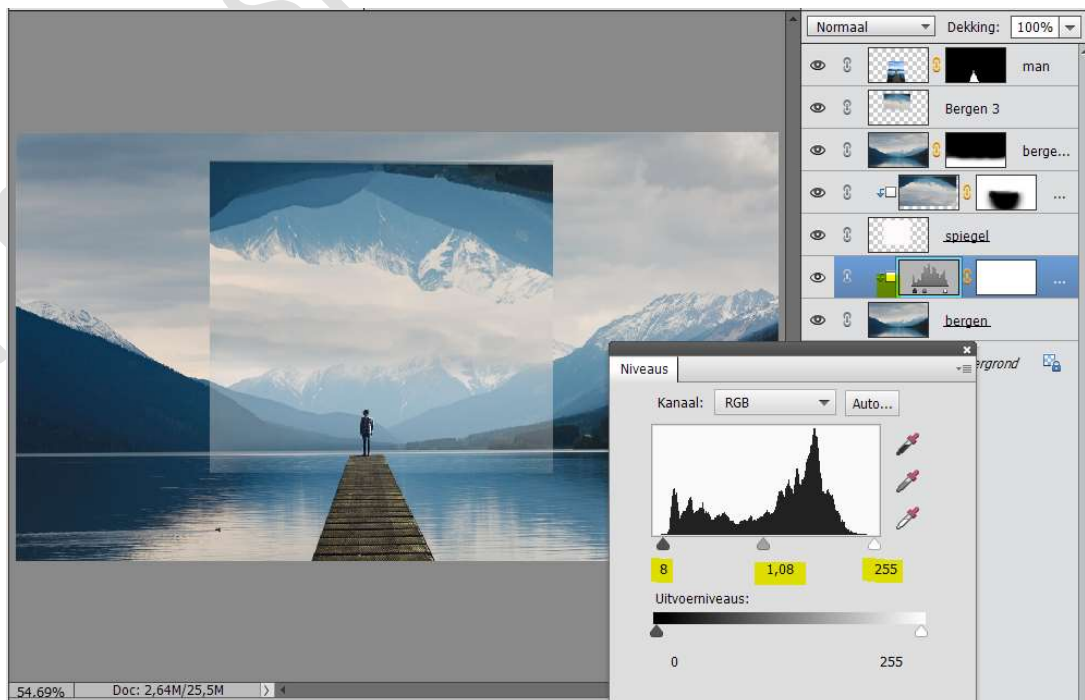 Normaal Dekking: 100%
man
Bergen 3
berge...
...
spiegel
...
bergen
ergrond
Niveaus
Kanaal: RGB Auto...
8 1,08 255
Uitvoerniveaus:
0 255
54.69% Doc: 2,64M/25,5M